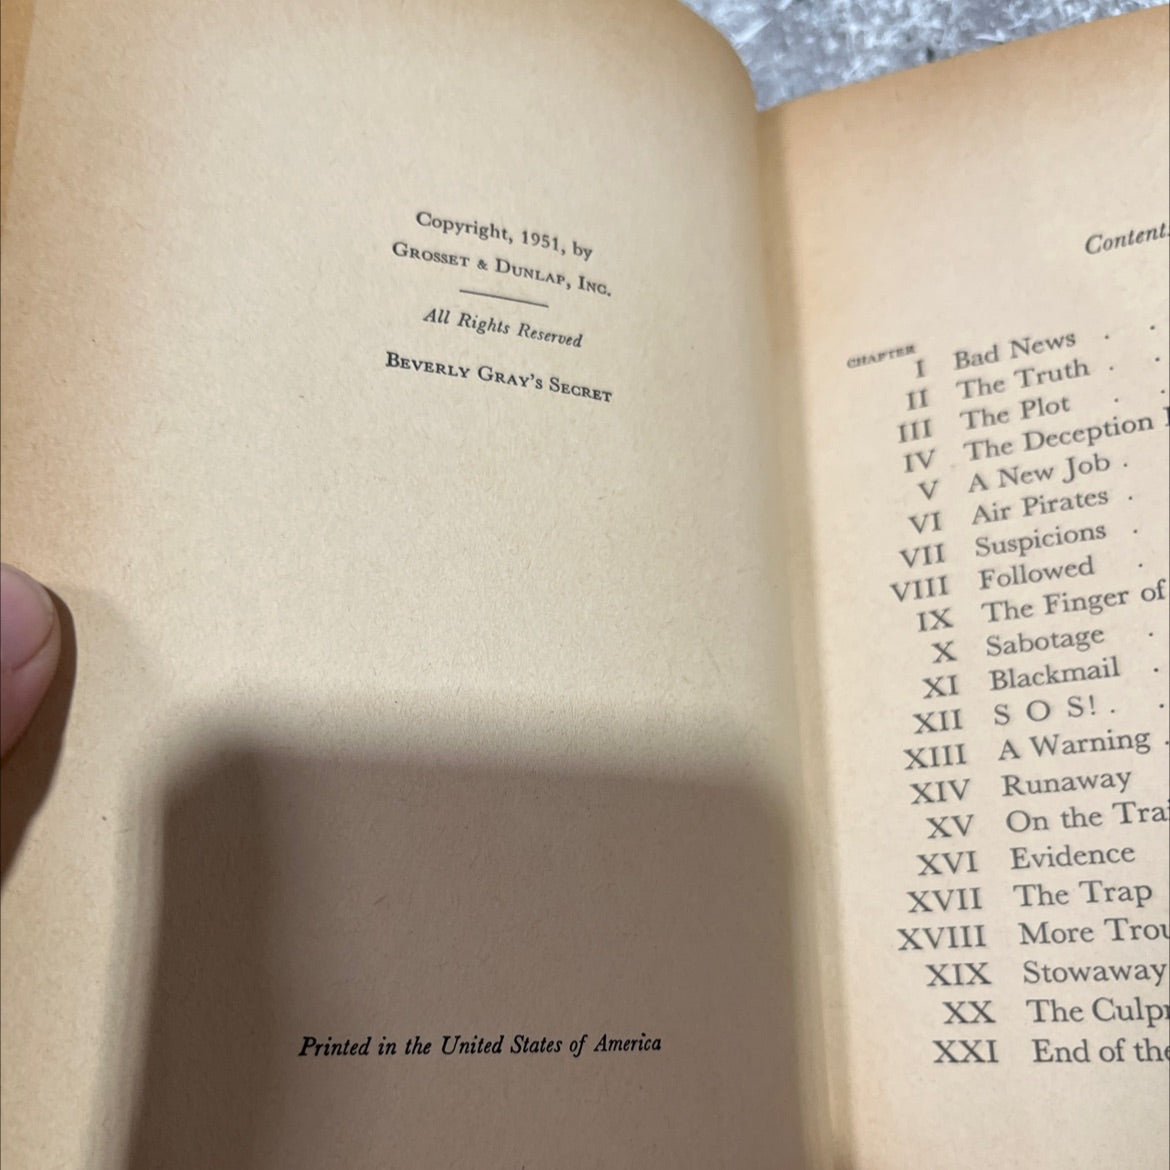 Copyright, 1951, by
Grosset & Dunlap, Inc.
All Rights Reserved
Beverly Gray's Secret
Printed in the United States of America
Content
CHAPTER
I Bad News . .
II The Truth . .
III The Plot . .
IV The Deception
V A New Job .
VI Air Pirates .
VII Suspicions .
VIII Followed .
IX The Finger of
X Sabotage .
XI Blackmail .
XII S O S! . .
XIII A Warning .
XIV Runaway
XV On the
XVI Evidence
XVII The Trap
XVIII More
XIX Stowaway
XX The
XXI End of the